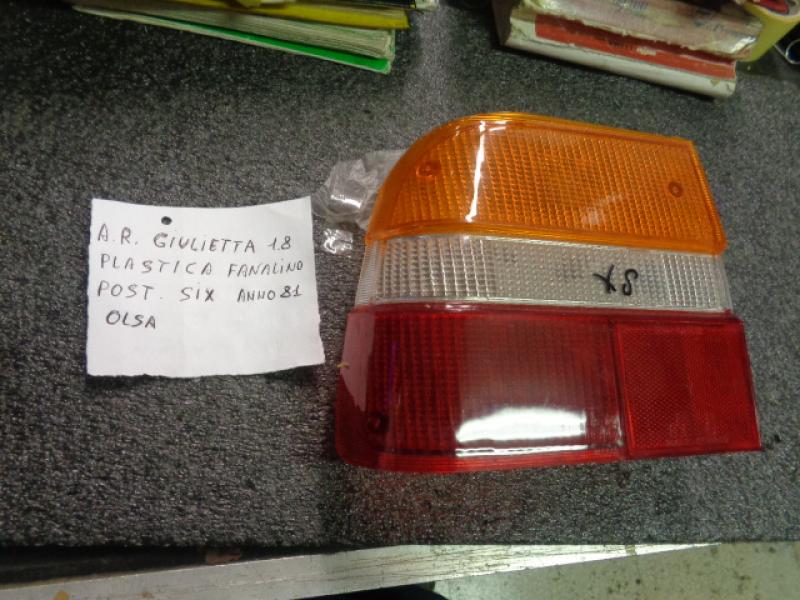 A.R. GIULIETTA 1.8
PLASTICA FANALINO
POST. SIX ANNO 81
OLSA
SX